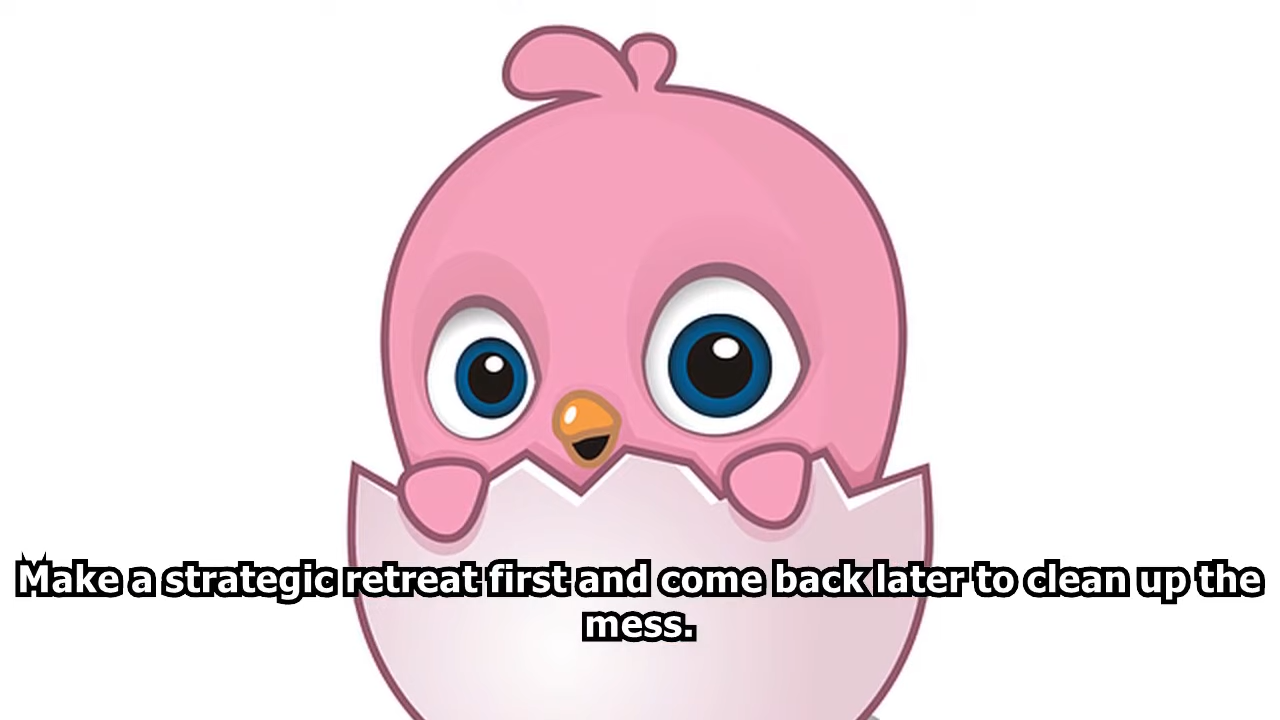 Make a strategic retreat first and come back later to clean up the
mess.